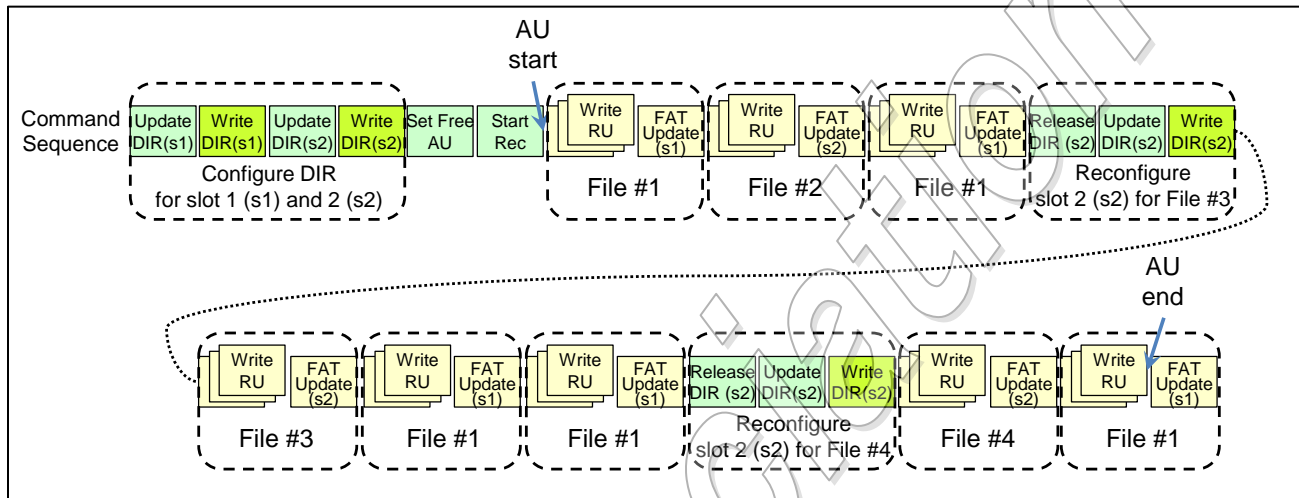 AU
start
Command
Sequence
Update
DIR(s1)
Write
DIR(s1)
Update
DIR(s2)
Write
DIR(s2)
Set Free
AU
Start
Rec
Write
RU
FAT
Update
(s1)
Write
RU
FAT
Update
(s2)
Write
RU
FAT
Update
(s1)
Release
DIR (s2)
Update
DIR(s2)
Write
DIR(s2)
Configure DIR
for slot 1 (s1) and 2 (s2)
File #1
File #2
File #1
Reconfigure
slot 2 (s2) for File #3
AU
end
Write
RU
FAT
Update
(s2)
Write
RU
FAT
Update
(s1)
Write
RU
FAT
Update
(s1)
Release
DIR (s2)
Update
DIR(s2)
Write
DIR(s2)
Write
RU
FAT
Update
(s2)
Write
RU
FAT
Update
(s1)
File #3
File #1
File #1
Reconfigure
slot 2 (s2) for File #4
File #4
File #1
ciation